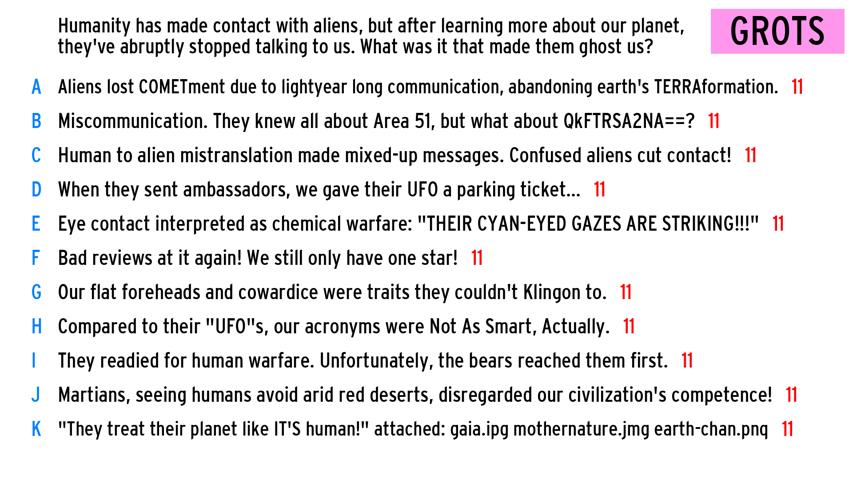 Humanity has made contact with aliens, but after learning more about our planet,
they've abruptly stopped talking to us. What was it that made them ghost us?
GROTS
A Aliens lost COMETment due to lightyear long communication, abandoning earth's TERRAformation. 11
B Miscommunication. They knew all about Area 51, but what about QkFTRSA2NA==? 11
C Human to alien mistranslation made mixed-up messages. Confused aliens cut contact! 11
D When they sent ambassadors, we gave their UFO a parking ticket... 11
E Eye contact interpreted as chemical warfare: "THEIR CYAN-EYED GAZES ARE STRIKING!!!" 11
F Bad reviews at it again! We still only have one star! 11
G Our flat foreheads and cowardice were traits they couldn't Klingon to. 11
H Compared to their "UFO"s, our acronyms were Not As Smart, Actually. 11
I They readied for human warfare. Unfortunately, the bears reached them first. 11
J Martians, seeing humans avoid arid red deserts, disregarded our civilization's competence! 11
K "They treat their planet like IT'S human!" attached: gaia.ipg mothernature.jmg earth-chan.pnq 11